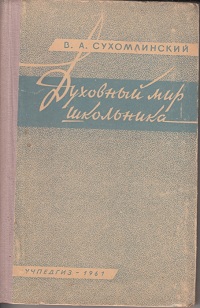 В. А. СУХОМЛИНСКИЙ
Духовный мир
школьника
УЧПЕДГИЗ - 1961